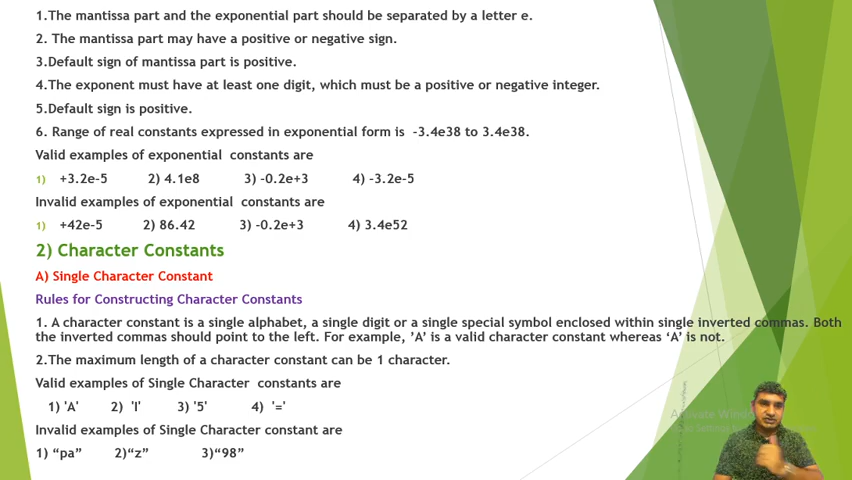 1.The mantissa part and the exponential part should be separated by a letter e.
2. The mantissa part may have a positive or negative sign.
3.Default sign of mantissa part is positive.
4.The exponent must have at least one digit, which must be a positive or negative integer.
5.Default sign is positive.
6. Range of real constants expressed in exponential form is -3.4e38 to 3.4e38.
Valid examples of exponential constants are
1) +3.2e-5 2) 4.1e8 3) -0.2e+3 4) -3.2e-5
Invalid examples of exponential constants are
1) +42e-5 2) 86.42 3) -0.2e+3 4) 3.4e52
2) Character Constants
A) Single Character Constant
Rules for Constructing Character Constants
1. A character constant is a single alphabet, a single digit or a single special symbol enclosed within single inverted commas. Both
the inverted commas should point to the left. For example, ’A’ is a valid character constant whereas ‘A’ is not.
2.The maximum length of a character constant can be 1 character.
Valid examples of Single Character constants are
1) 'A' 2) 'I' 3) '5' 4) '='
Invalid examples of Single Character constant are
1) “pa” 2)“z” 3)“98”
Activate Wind